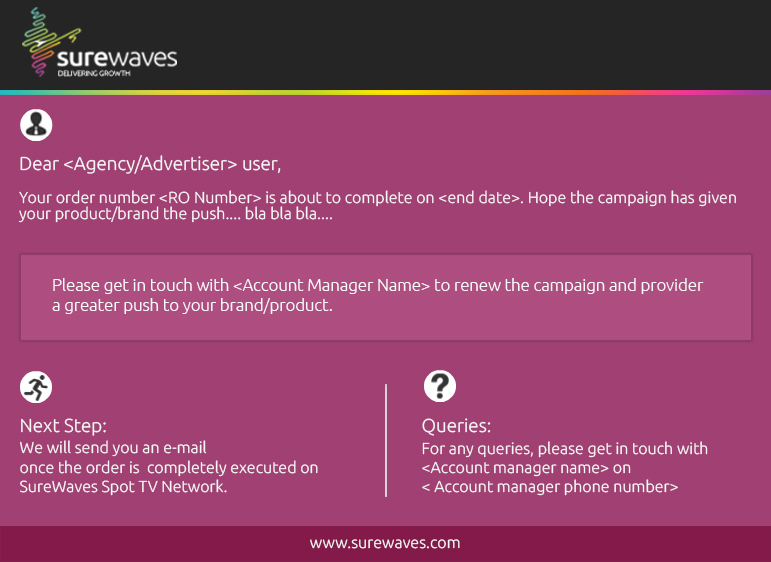 surewaves
DELIVERING GROWTH
Dear <Agency/Advertiser> user,
Your order number <RO Number> is about to complete on <end date>. Hope the campaign has given
your product/brand the push.... bla bla bla....
Please get in touch with <Account Manager Name> to renew the campaign and provider
a greater push to your brand/product.
Next Step:
We will send you an e-mail
once the order is  completely executed on
SureWaves Spot TV Network.
Queries:
For any queries, please get in touch with
<Account manager name> on
< Account manager phone number>
www.surewaves.com